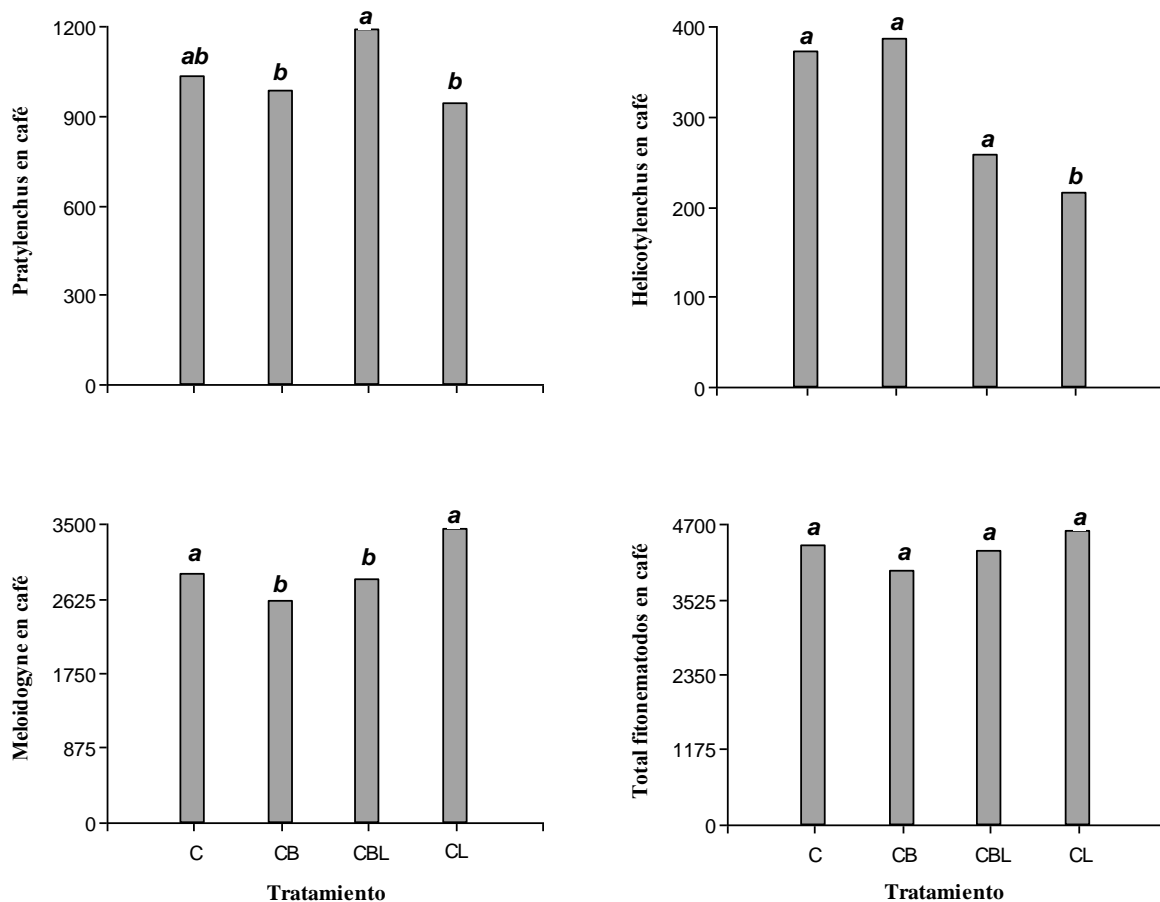 Pratylenchus en café
1200
900
600
300
0
ab
b
a
b
Helicotylenchus en café
400
300
200
100
0
a
a
a
b
Meloidogyne en café
3500
2625
1750
875
0
a
b
b
a
C CB CBL CL
Tratamiento
Total fitonematodos en café
4700
3525
2350
1175
0
a
a
a
a
C CB CBL CL
Tratamiento